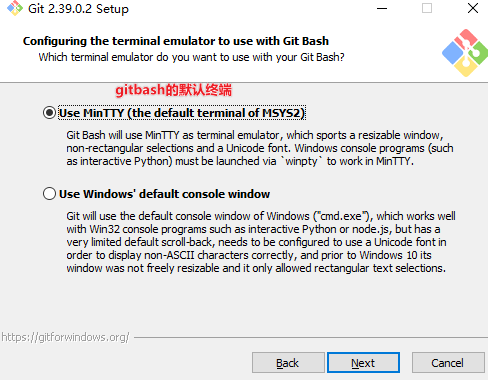 Git 2.39.0.2 Setup
Configuring the terminal emulator to use with Git Bash
Which terminal emulator do you want to use with your Git Bash?
gitbash的默认终端
Use MinTTY (the default terminal of MSYS2)
Git Bash will use MinTTY as terminal emulator, which sports a resizable window,
non-rectangular selections and a Unicode font. Windows console programs (such
as interactive Python) must be launched via `winpty` to work in MinTTY.
Use Windows' default console window
Git will use the default console window of Windows ("cmd.exe"), which works well
with Win32 console programs such as interactive Python or node.js, but has a
very limited default scroll-back, needs to be configured to use a Unicode font in
order to display non-ASCII characters correctly, and prior to Windows 10 its
window was not freely resizable and it only allowed rectangular text selections.
https://gitforwindows.org/
Back
Next
Cancel